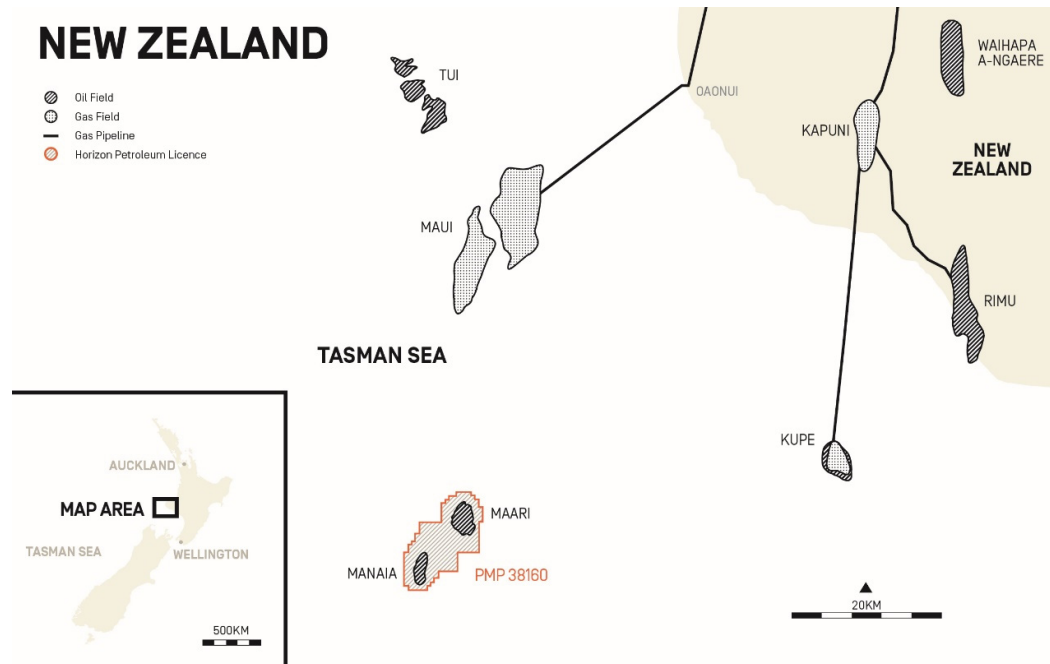 NEW ZEALAND
Oil Field
Gas Field
Gas Pipeline
Horizon Petroleum Licence
TUI
OAONUI
WAIHAPA
A-NGAERE
KAPUNI
NEW
ZEALAND
MAUI
RIMU
TASMAN SEA
KUPE
AUCKLAND
MAP AREA
TASMAN SEA
WELLINGTON
500KM
MAARI
MANAIA
PMP 38160
20KM